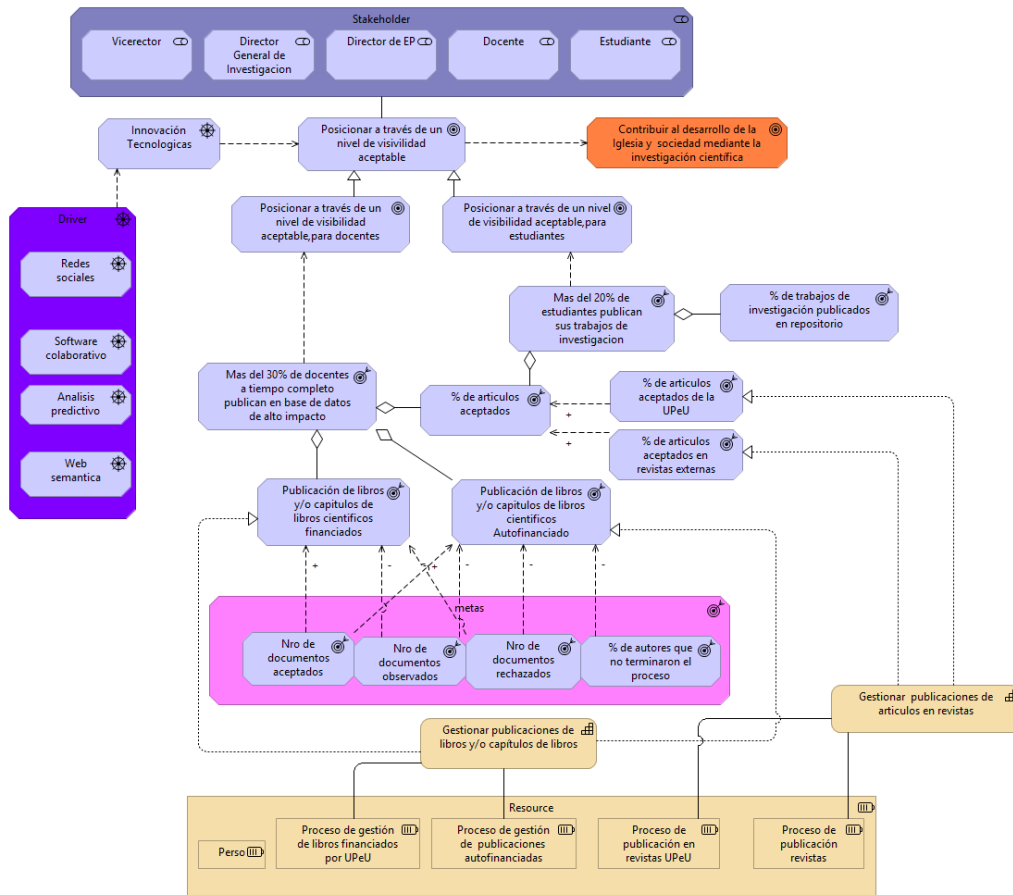 Stakeholder
Vicerector
Director
General de
Investigacion
Director de EP
Docente
Estudiante
Innovación
Tecnologicas
Posicionar a través de un
nivel de visivilidad
aceptable
Contribuir al desarrollo de la
Iglesia y sociedad mediante la
investigación científica
Posicionar a través de un
nivel de visibilidad
aceptable,para docentes
Posicionar a través de un nivel
de visibilidad aceptable,para
estudiantes
Driver
Redes
sociales
Software
colaborativo
Analisis
predictivo
Web
semantica
Mas del 20% de
estudiantes publican
sus trabajos de
investigacion
% de trabajos de
investigación publicados
en repositorio
Mas del 30% de docentes
a tiempo completo
publican en base de datos
de alto impacto
% de articulos
aceptados
% de articulos
aceptados de la
UPeU
+
+
% de articulos
aceptados en
revistas externas
Publicación de libros
y/o capitulos de
libros cientificos
financiados
Publicación de libros
y/o capitulos de libros
cientificos
Autofinanciado
+
-
-
+
-
-
-
metas
Nro de
documentos
aceptados
Nro de
documentos
observados
Nro de
documentos
rechazados
% de autores que
no terminaron el
proceso
Gestionar publicaciones de
articulos en revistas
Gestionar publicaciones de
libros y/o capítulos de libros
Resource
Perso
Proceso de gestión
de libros financiados
por UPeU
Proceso de gestión
de publicaciones
autofinanciadas
Proceso de
publicación en
revistas UPeU
Proceso de
publicación
revistas